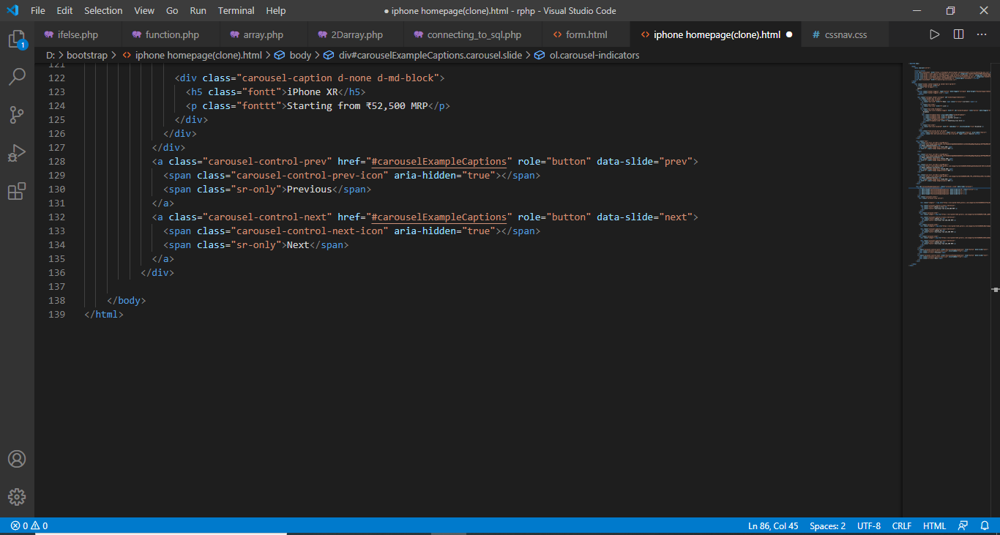 File Edit Selection View Go Run Terminal Help
● iphone homepage(clone).html - rphp - Visual Studio Code
ifelse.php function.php array.php 2Darray.php connecting_to_sql.php <> form.html <> iphone homepage(clone).html ● # cssnav.css ...
1
D: > bootstrap > <> iphone homepage(clone).html > body > div#carouselExampleCaptions.carousel.slide > ol.carousel-indicators
121
122 <div class="carousel-caption d-none d-md-block">
123 <h5 class="fontt">iPhone XR</h5>
124 <p class="fonttt">Starting from ₹52,500 MRP</p>
125 </div>
126 </div>
127 </div>
128 <a class="carousel-control-prev" href="#carouselExampleCaptions" role="button" data-slide="prev">
129 <span class="carousel-control-prev-icon" aria-hidden="true"></span>
130 <span class="sr-only">Previous</span>
131 </a>
132 <a class="carousel-control-next" href="#carouselExampleCaptions" role="button" data-slide="next">
133 <span class="carousel-control-next-icon" aria-hidden="true"></span>
134 <span class="sr-only">Next</span>
135 </a>
136 </div>
137
138 </body>
139 </html>
0 0 Ln 86, Col 45 Spaces: 2 UTF-8 CRLF HTML